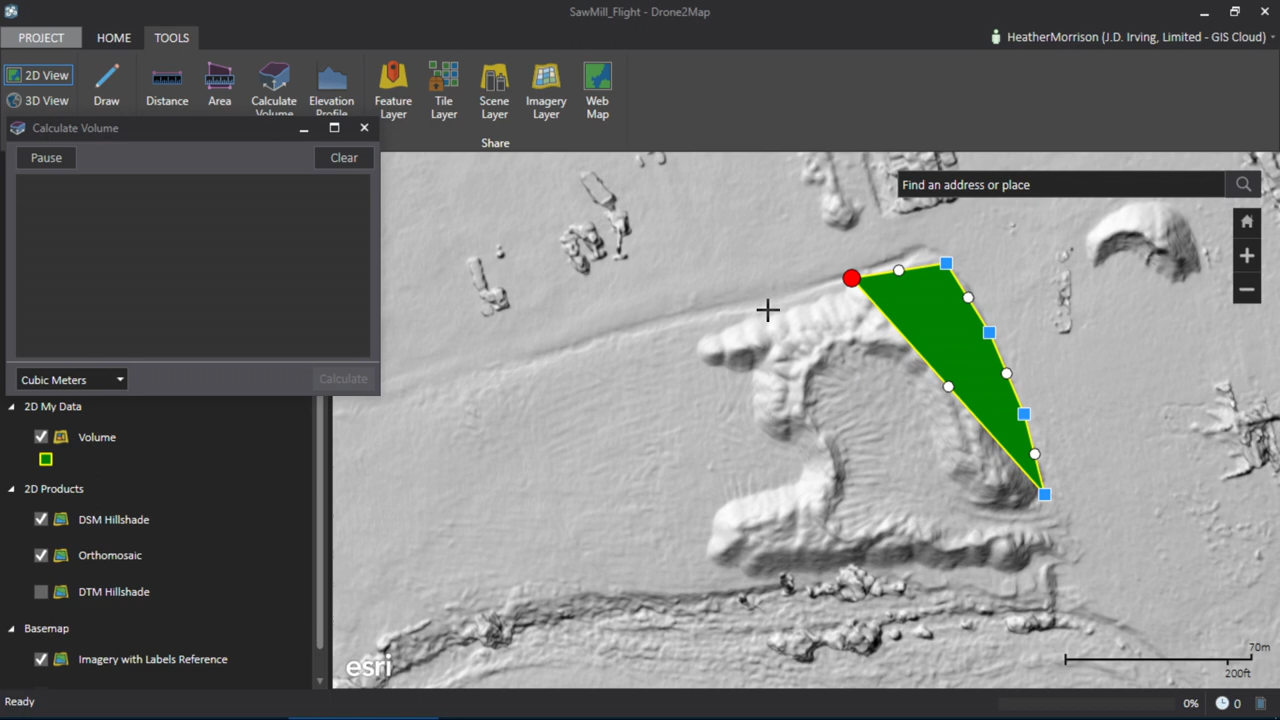 SawMill_Flight - Drone2Map
PROJECT
HOME
TOOLS
HeatherMorrison (J.D. Irving, Limited - GIS Cloud)
2D View
3D View
Draw
Distance
Area
Calculate
Volume
Elevation
Profile
Feature
Layer
Tile
Layer
Scene
Layer
Imagery
Layer
Web
Map
Share
Calculate Volume
Pause
Clear
Find an address or place
Cubic Meters
Calculate
2D My Data
Volume
2D Products
DSM Hillshade
Orthomosaic
DTM Hillshade
Basemap
Imagery with Labels Reference
esri
70m
200ft
Ready
0%
0